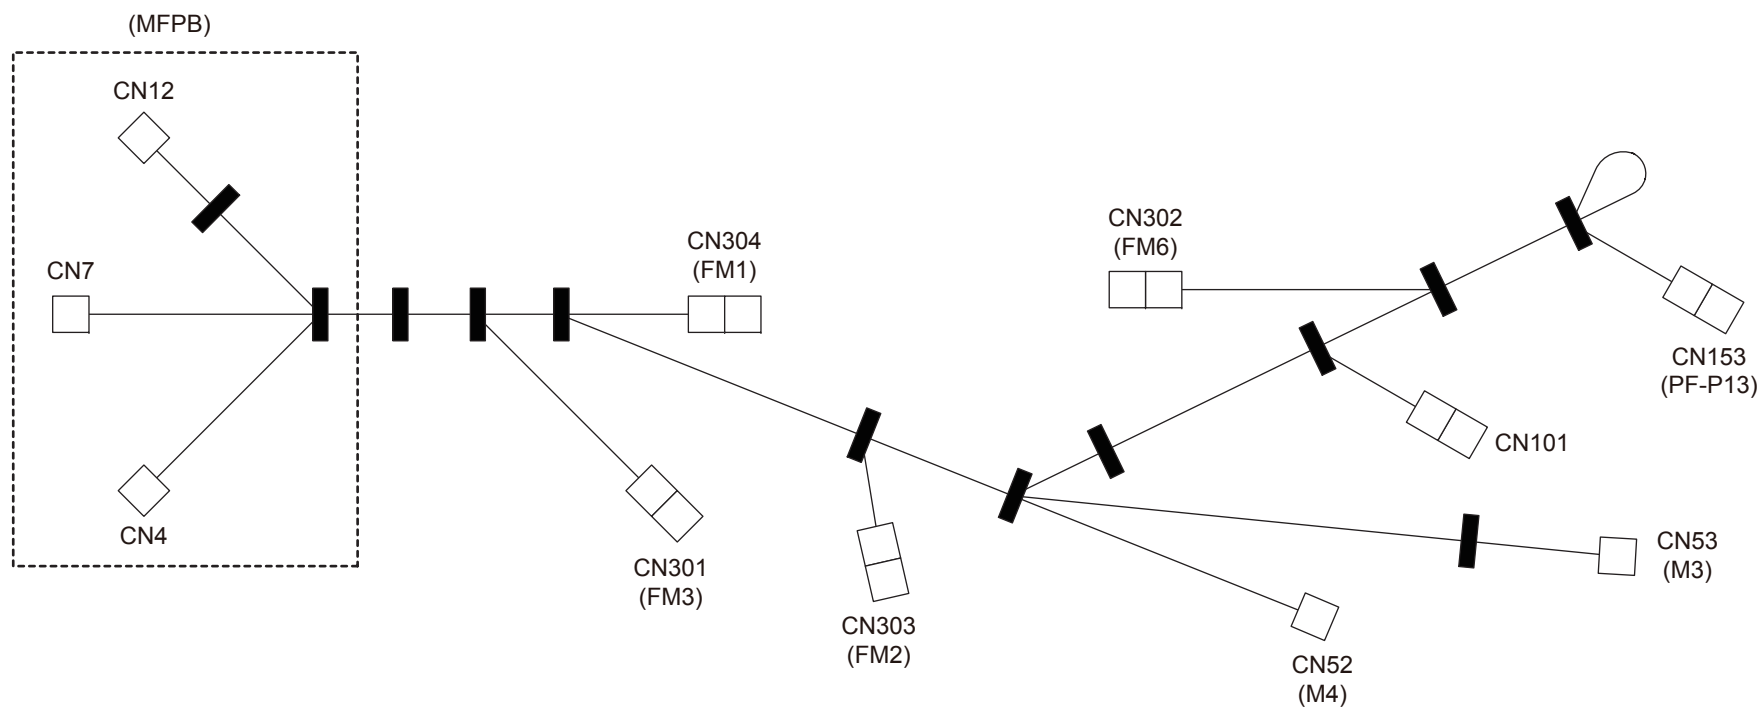 (MFPB)
CN12
CN7
CN4
CN304
(FM1)
CN301
(FM3)
CN303
(FM2)
CN302
(FM6)
CN153
(PF-P13)
CN101
CN53
(M3)
CN52
(M4)